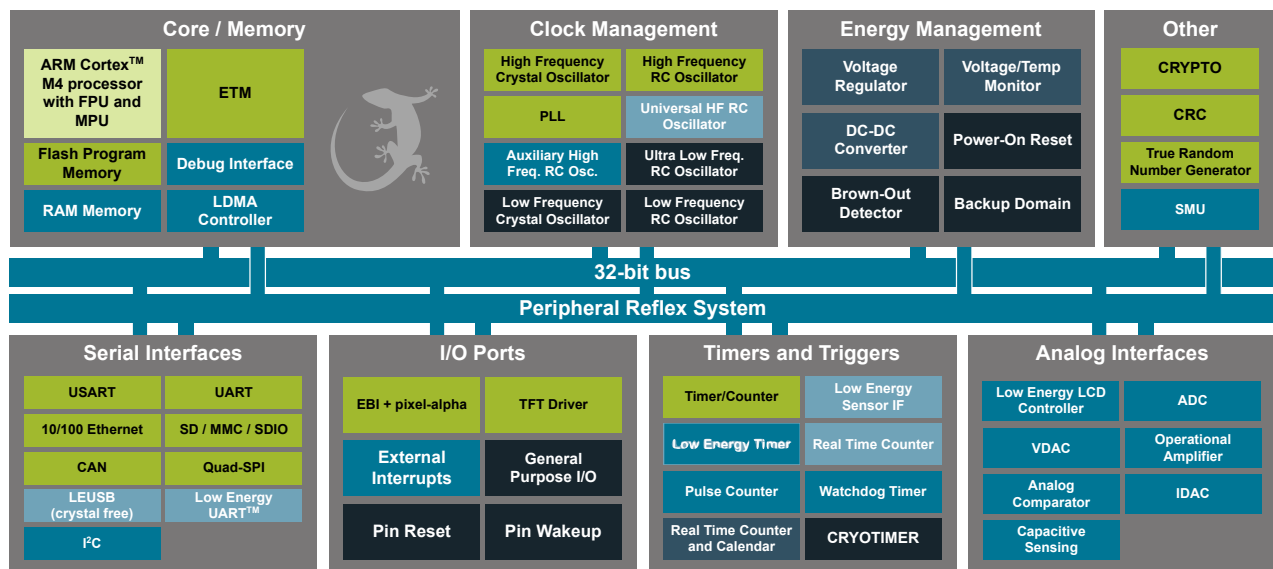 Core / Memory
ARM Cortex™
M4 processor
with FPU and
MPU
ETM
Flash Program
Memory
Debug Interface
RAM Memory
LDMA
Controller
Clock Management
High Frequency
Crystal Oscillator
High Frequency
RC Oscillator
PLL
Universal HF RC
Oscillator
Auxiliary High
Freq. RC Osc.
Ultra Low Freq.
RC Oscillator
Low Frequency
Crystal Oscillator
Low Frequency
RC Oscillator
Energy Management
Voltage
Regulator
Voltage/Temp
Monitor
DC-DC
Converter
Power-On Reset
Brown-Out
Detector
Backup Domain
Other
CRYPTO
CRC
True Random
Number Generator
SMU
32-bit bus
Peripheral Reflex System
Serial Interfaces
USART
UART
10/100 Ethernet
SD / MMC / SDIO
CAN
Quad-SPI
LEUSB
(crystal free)
Low Energy
UART™
I²C
I/O Ports
EBI + pixel-alpha
TFT Driver
External
Interrupts
General
Purpose I/O
Pin Reset
Pin Wakeup
Timers and Triggers
Timer/Counter
Low Energy
Sensor IF
Low Energy Timer
Real Time Counter
Pulse Counter
Watchdog Timer
Real Time Counter
and Calendar
CRYOTIMER
Analog Interfaces
Low Energy LCD
Controller
ADC
VDAC
Operational
Amplifier
Analog
Comparator
IDAC
Capacitive
Sensing